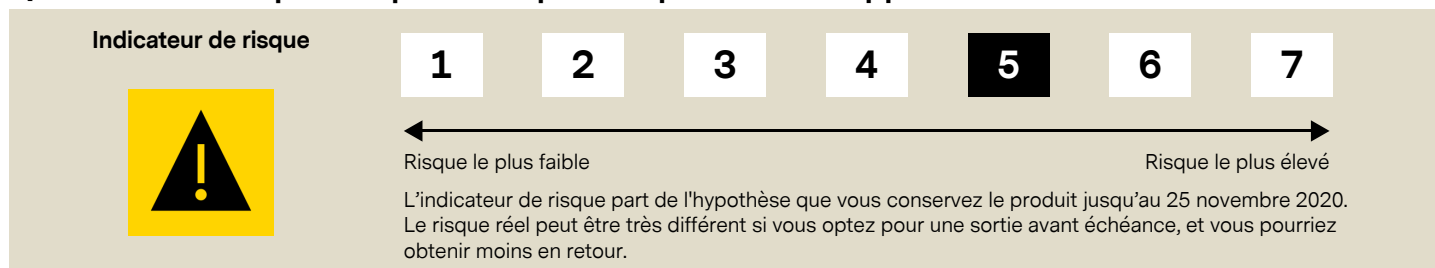 Indicateur de risque
1 2 3 4 5 6 7
Risque le plus faible Risque le plus élevé
L'indicateur de risque part de l'hypothèse que vous conservez le produit jusqu'au 25 novembre 2020.
Le risque réel peut être très différent si vous optez pour une sortie avant échéance, et vous pourriez
obtenir moins en retour.